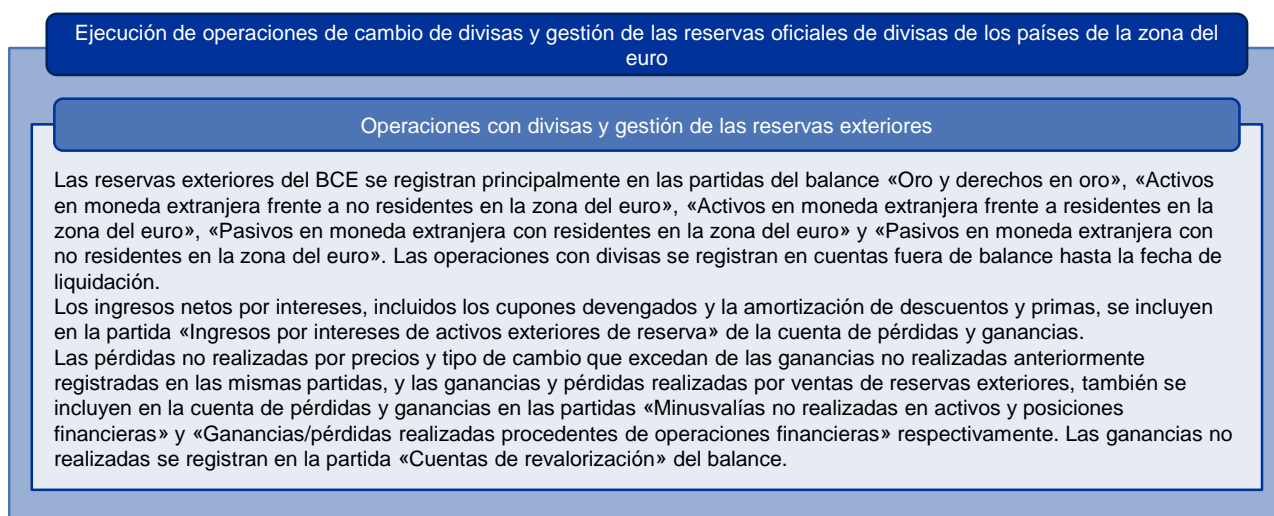 Ejecución de operaciones de cambio de divisas y gestión de las reservas oficiales de divisas de los países de la zona del
euro
Operaciones con divisas y gestión de las reservas exteriores
Las reservas exteriores del BCE se registran principalmente en las partidas del balance «Oro y derechos en oro», «Activos
en moneda extranjera frente a no residentes en la zona del euro», «Activos en moneda extranjera frente a residentes en la
zona del euro», «Pasivos en moneda extranjera con residentes en la zona del euro» y «Pasivos en moneda extranjera con
no residentes en la zona del euro». Las operaciones con divisas se registran en cuentas fuera de balance hasta la fecha de
liquidación.
Los ingresos netos por intereses, incluidos los cupones devengados y la amortización de descuentos y primas, se incluyen
en la partida «Ingresos por intereses de activos exteriores de reserva» de la cuenta de pérdidas y ganancias.
Las pérdidas no realizadas por precios y tipo de cambio que excedan de las ganancias no realizadas anteriormente
registradas en las mismas partidas, y las ganancias y pérdidas realizadas por ventas de reservas exteriores, también se
incluyen en la cuenta de pérdidas y ganancias en las partidas «Minusvalías no realizadas en activos y posiciones
financieras» y «Ganancias/pérdidas realizadas procedentes de operaciones financieras» respectivamente. Las ganancias no
realizadas se registran en la partida «Cuentas de revalorización» del balance.